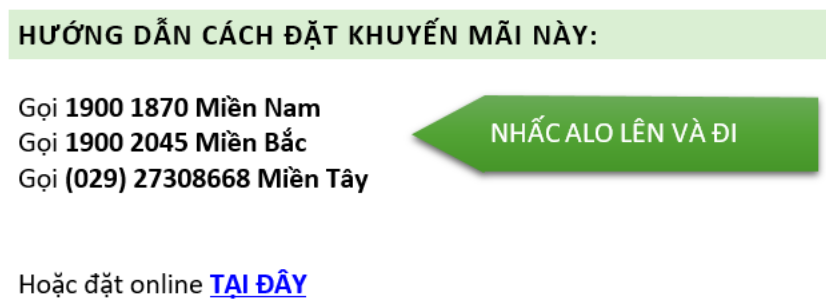 HƯỚNG DẪN CÁCH ĐẶT KHUYẾN MÃI NÀY:
Gọi 1900 1870 Miền Nam
Gọi 1900 2045 Miền Bắc
Gọi (029) 27308668 Miền Tây
NHẤC ALO LÊN VÀ ĐI
Hoặc đặt online TẠI ĐÂY